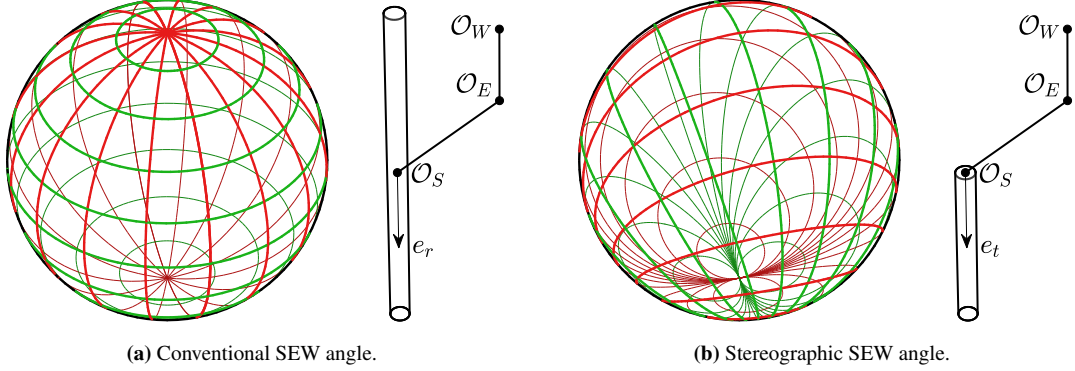 𝒪_W
𝒪_E
𝒪_S
e_r
𝒪_W
𝒪_E
𝒪_S
e_t
(a) Conventional SEW angle.
(b) Stereographic SEW angle.